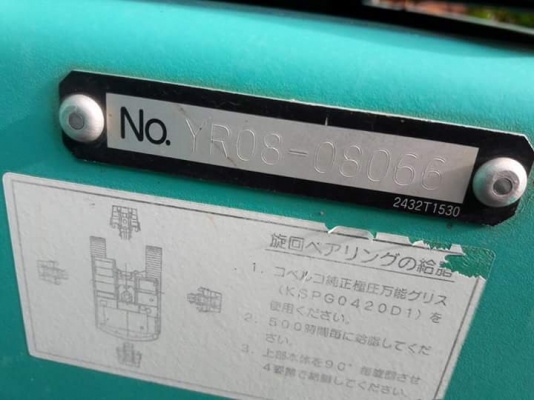 No. YR08-08066
2432T1530
旋回ベアリングの給脂
1. コベルコ純正極圧万能グリス
(KSPG0420D1)を
使用ください。
2. 500時間毎に給脂してくだ
さい。
3. 上部本体を90°毎旋回させ
4箇所で給脂してください。